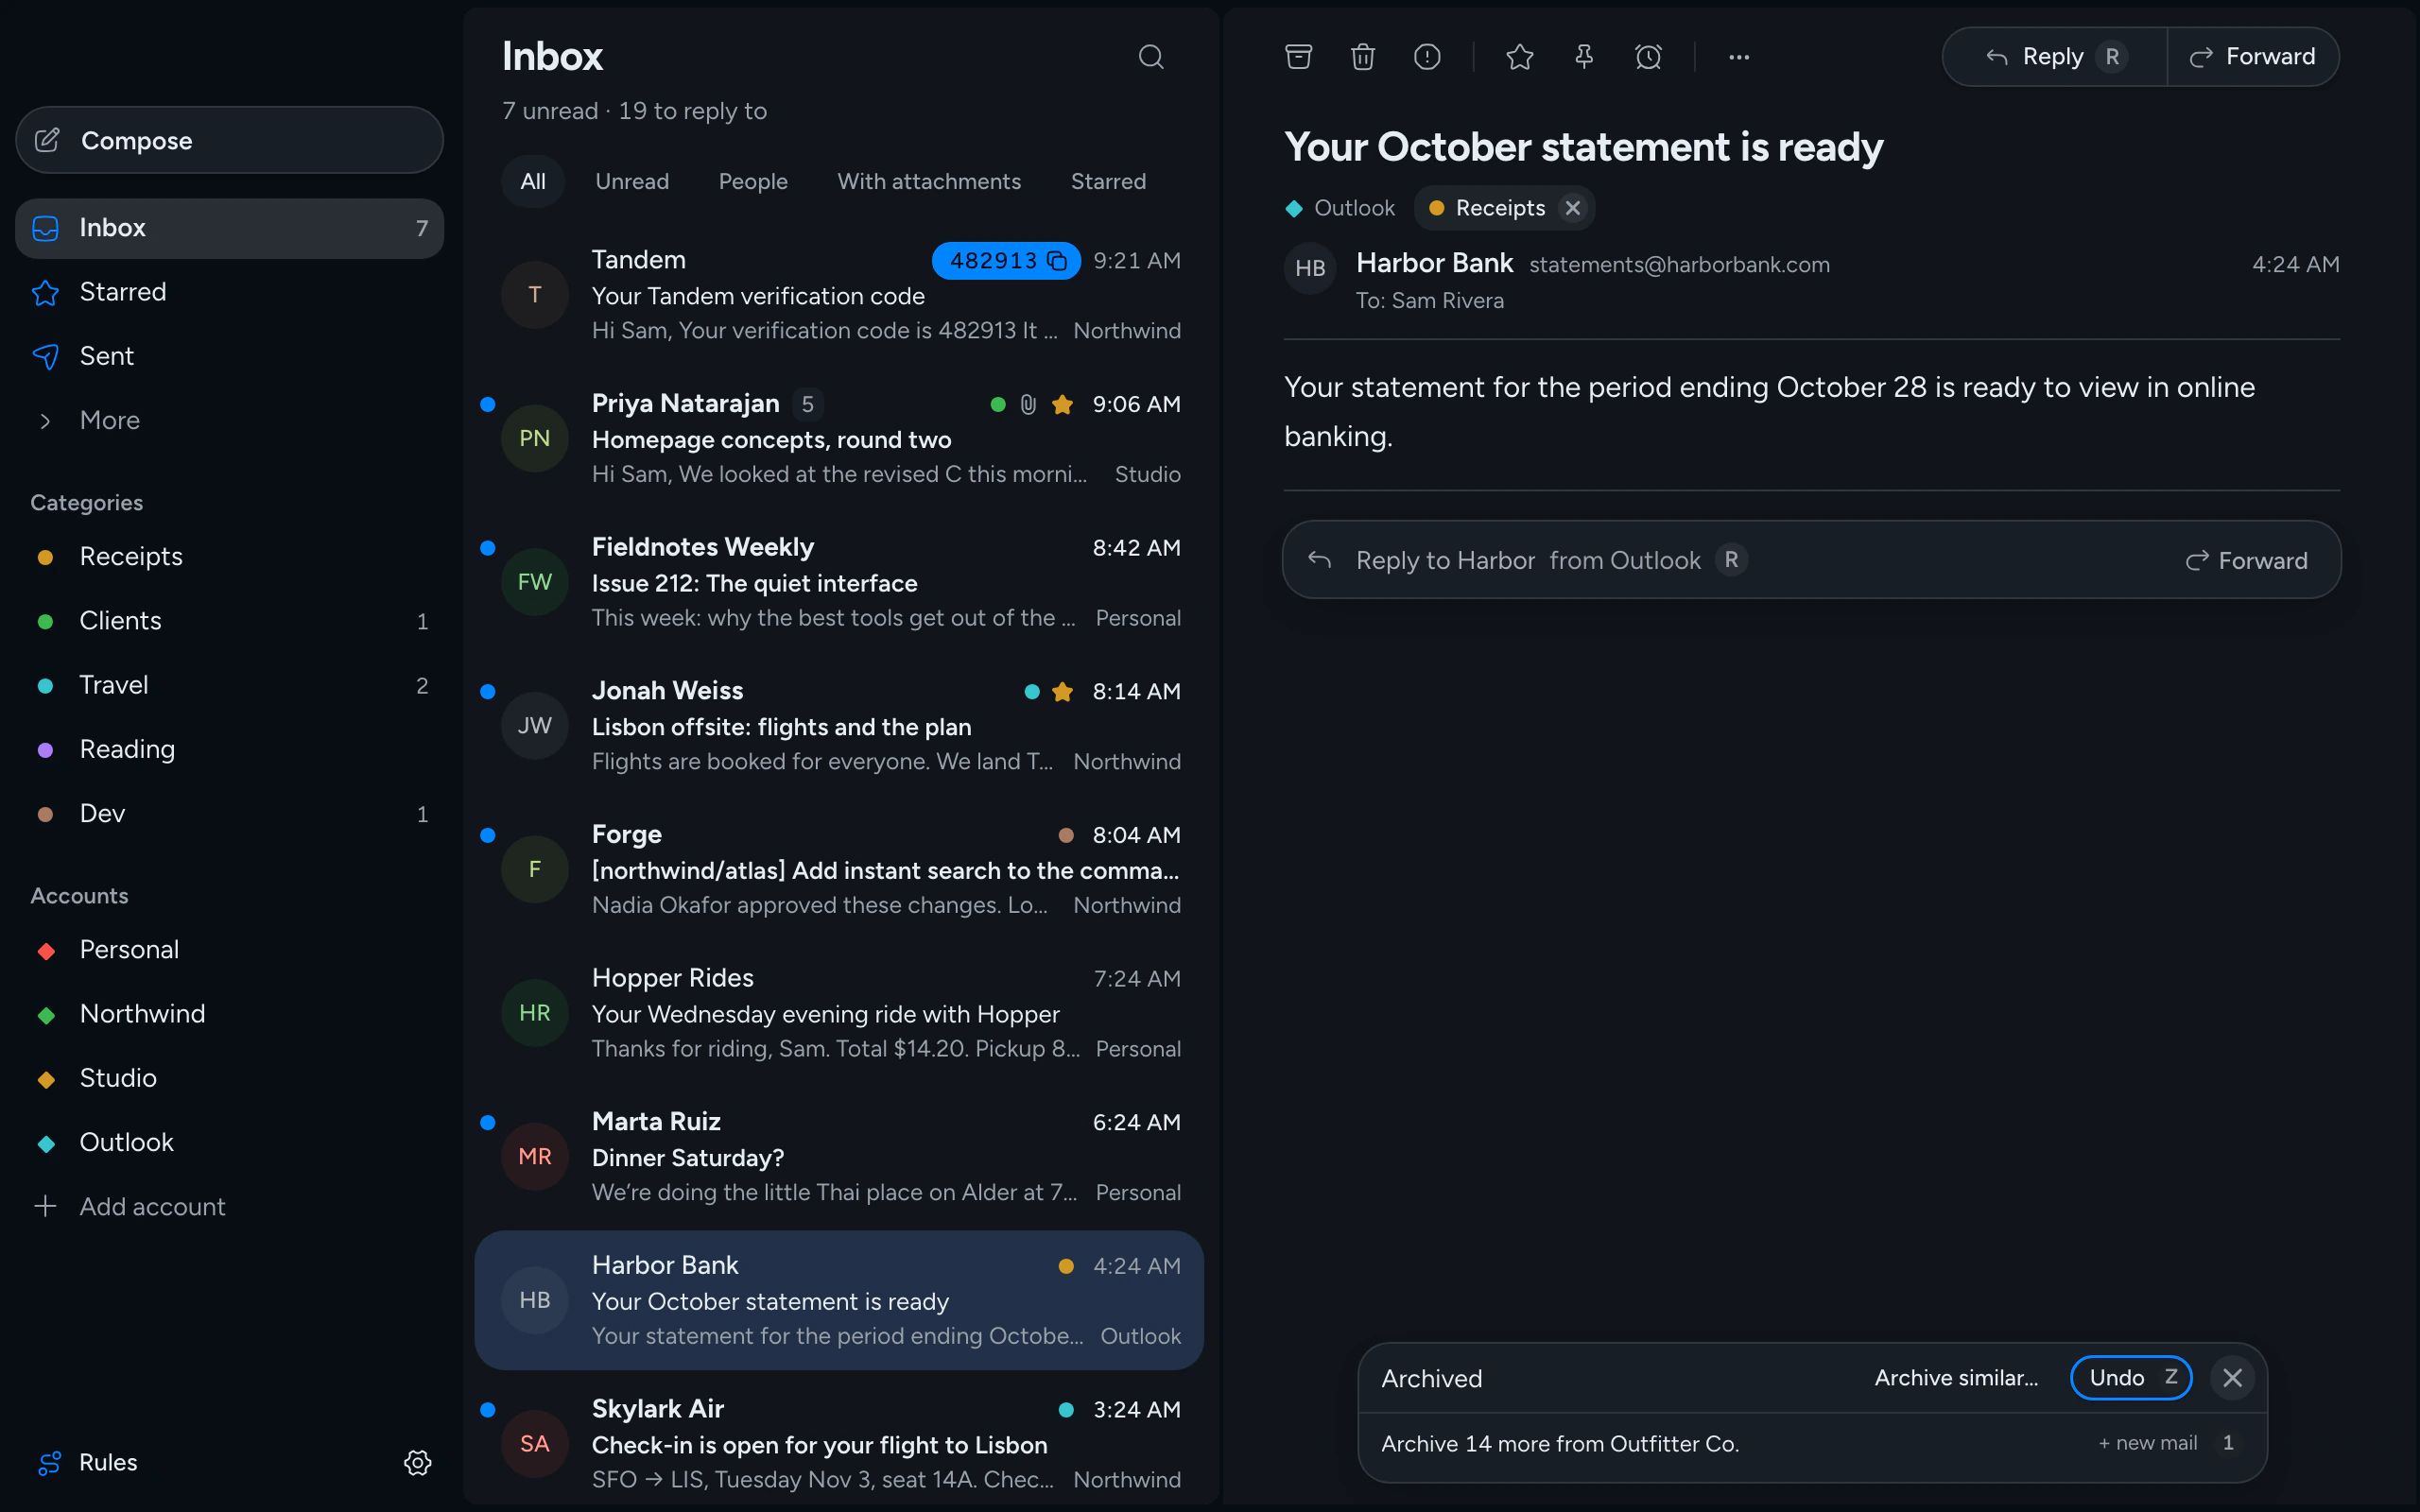 Compose
Inbox 7
Starred
Sent
More
Categories
Receipts
Clients 1
Travel 2
Reading
Dev 1
Accounts
Personal
Northwind
Studio
Outlook
Add account
Rules
Inbox
7 unread · 19 to reply to
All Unread People With attachments Starred
T
Tandem 482913 9:21 AM
Your Tandem verification code
Hi Sam, Your verification code is 482913 It ... Northwind
PN
Priya Natarajan 5 9:06 AM
Homepage concepts, round two
Hi Sam, We looked at the revised C this morni... Studio
FW
Fieldnotes Weekly 8:42 AM
Issue 212: The quiet interface
This week: why the best tools get out of the ... Personal
JW
Jonah Weiss 8:14 AM
Lisbon offsite: flights and the plan
Flights are booked for everyone. We land T... Northwind
F
Forge 8:04 AM
[northwind/atlas] Add instant search to the comma...
Nadia Okafor approved these changes. Lo... Northwind
HR
Hopper Rides 7:24 AM
Your Wednesday evening ride with Hopper
Thanks for riding, Sam. Total $14.20. Pickup 8... Personal
MR
Marta Ruiz 6:24 AM
Dinner Saturday?
We’re doing the little Thai place on Alder at 7... Personal
HB
Harbor Bank 4:24 AM
Your October statement is ready
Your statement for the period ending Octobe... Outlook
SA
Skylark Air 3:24 AM
Check-in is open for your flight to Lisbon
SFO → LIS, Tuesday Nov 3, seat 14A. Chec... Northwind
Reply R Forward
Your October statement is ready
Outlook Receipts
HB
Harbor Bank statements@harborbank.com 4:24 AM
To: Sam Rivera
Your statement for the period ending October 28 is ready to view in online
banking.
Reply to Harbor from Outlook R Forward
Archived Archive similar... Undo Z
Archive 14 more from Outfitter Co. + new mail 1